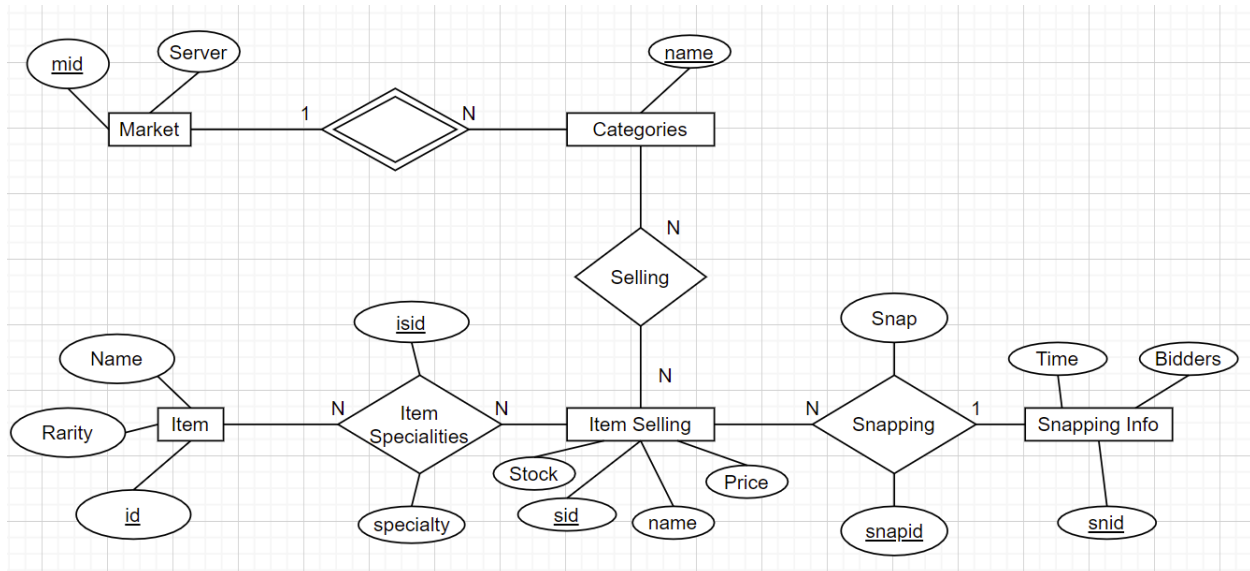 Server
name
mid
1
N
Market
Categories
N
Selling
Snap
isid
Name
Time
Bidders
N
N
N
1
Item
Specialities
Rarity
Item
Item Selling
Snapping
Snapping Info
N
Stock
Price
id
specialty
sid
name
snapid
snid